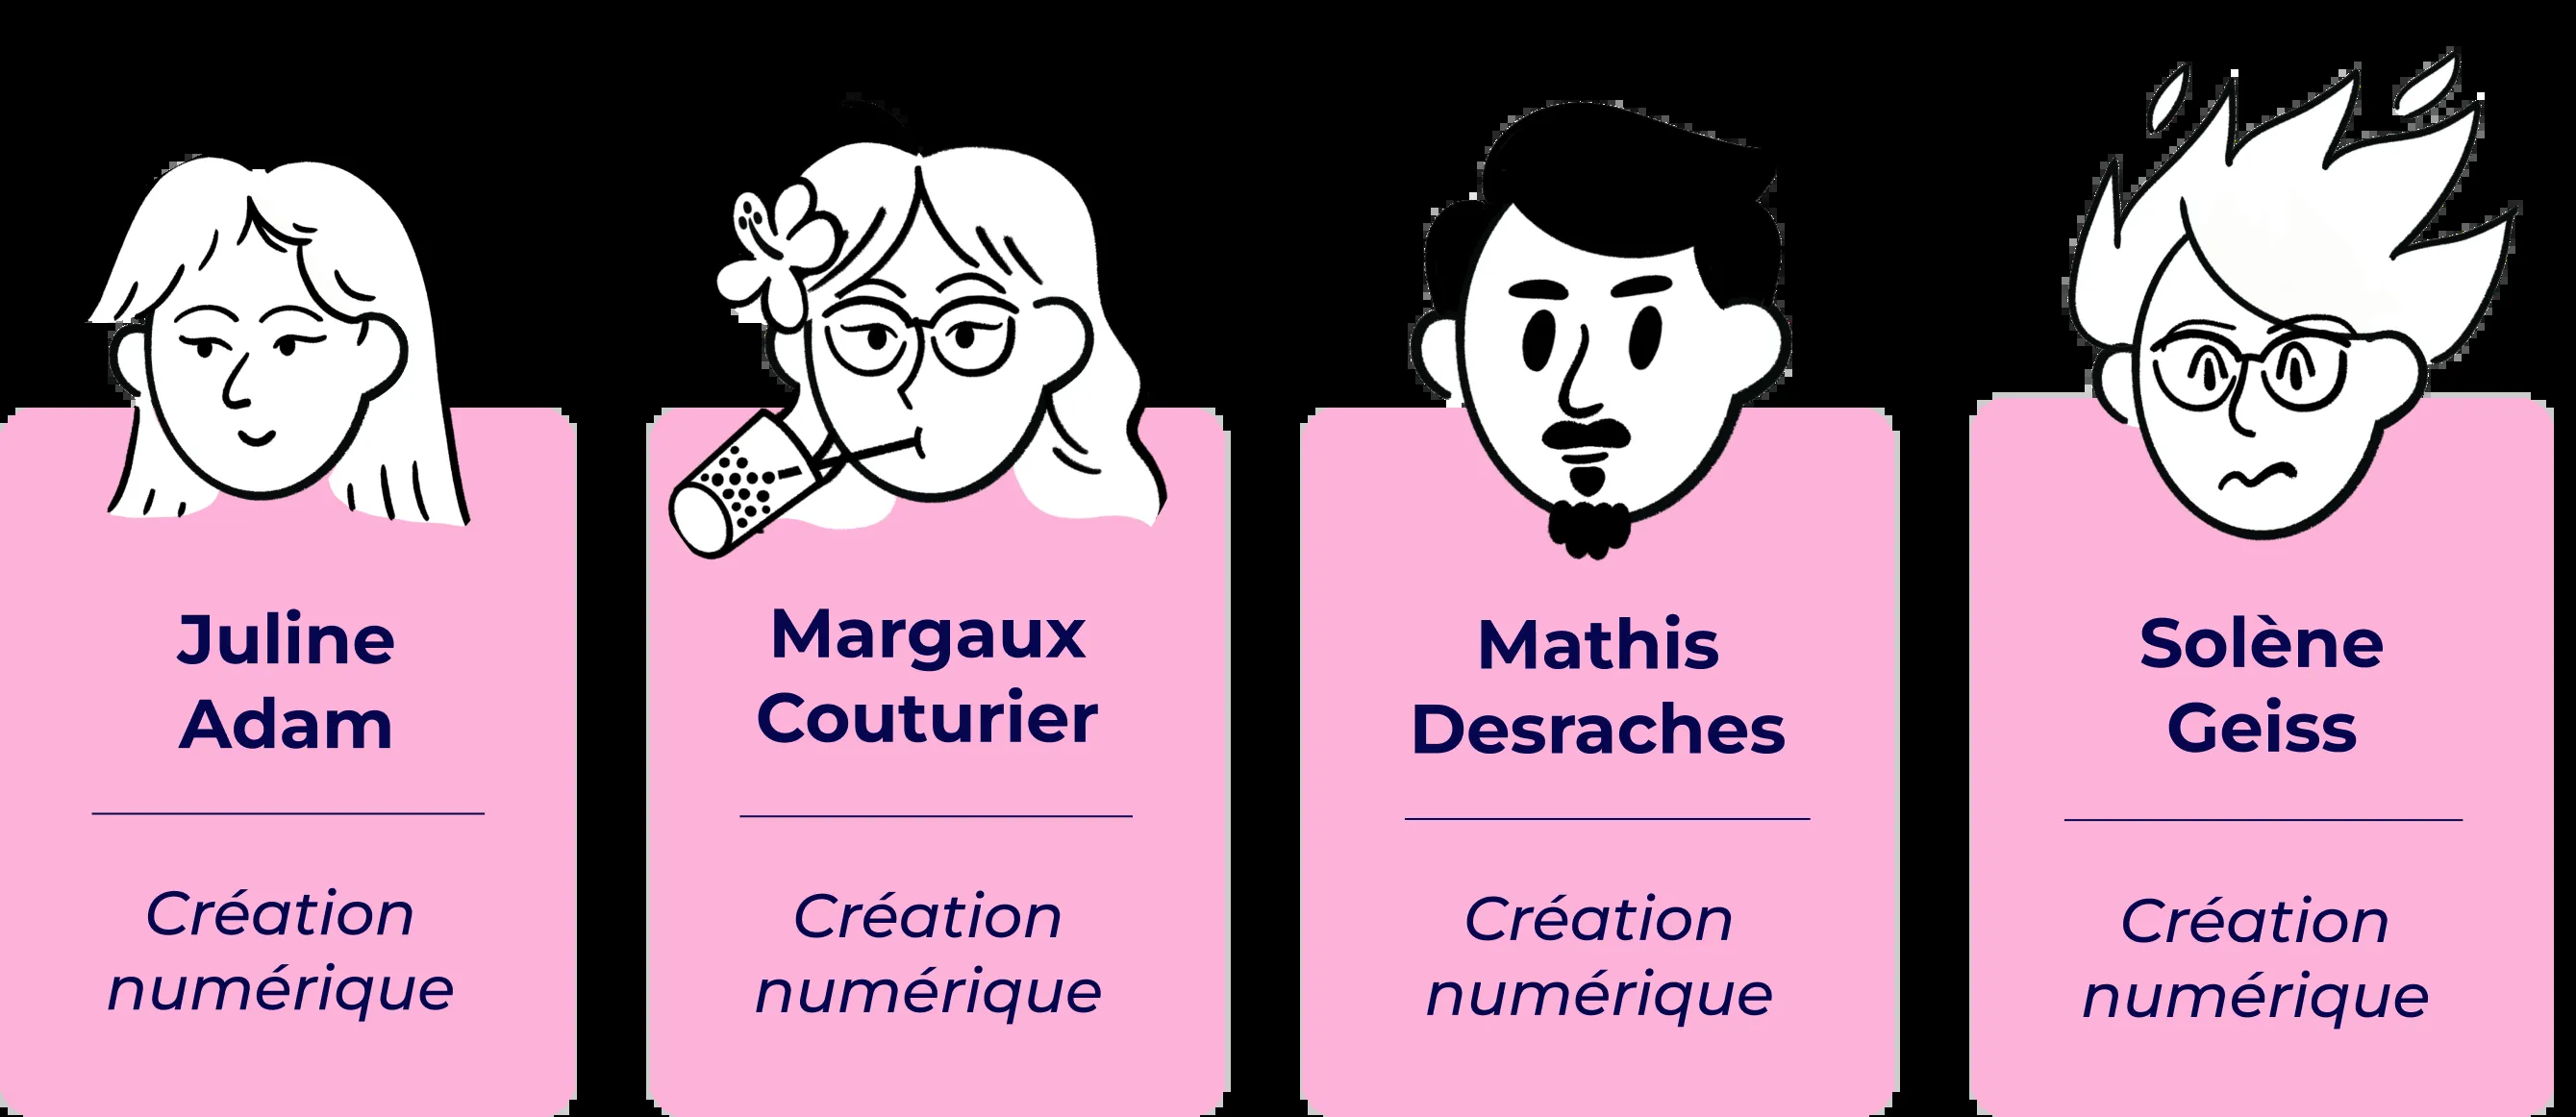 Juline
Adam
Création
numérique
Margaux
Couturier
Création
numérique
Mathis
Desraches
Création
numérique
Solène
Geiss
Création
numérique